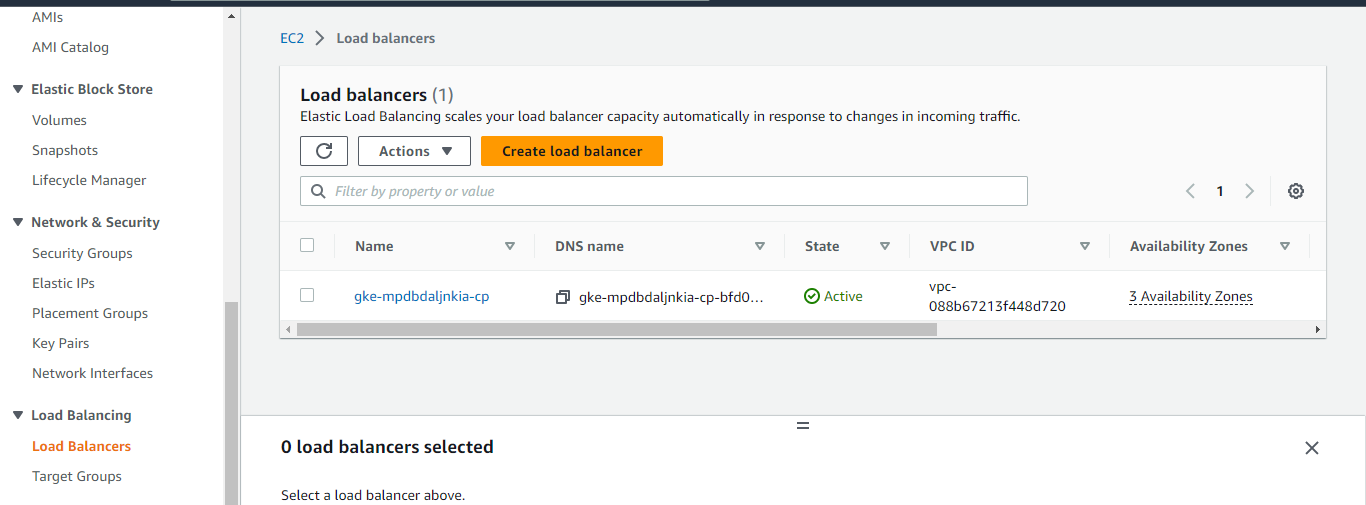 AMIs
AMI Catalog
Elastic Block Store
Volumes
Snapshots
Lifecycle Manager
Network & Security
Security Groups
Elastic IPs
Placement Groups
Key Pairs
Network Interfaces
Load Balancing
Load Balancers
Target Groups
EC2 > Load balancers
Load balancers (1)
Elastic Load Balancing scales your load balancer capacity automatically in response to changes in incoming traffic.
Actions Create load balancer
Filter by property or value 1
Name DNS name State VPC ID Availability Zones
gke-mpdbdaljnkia-cp gke-mpdbdaljnkia-cp-bfd0... Active vpc- 3 Availability Zones
088b67213f448d720
0 load balancers selected
Select a load balancer above.